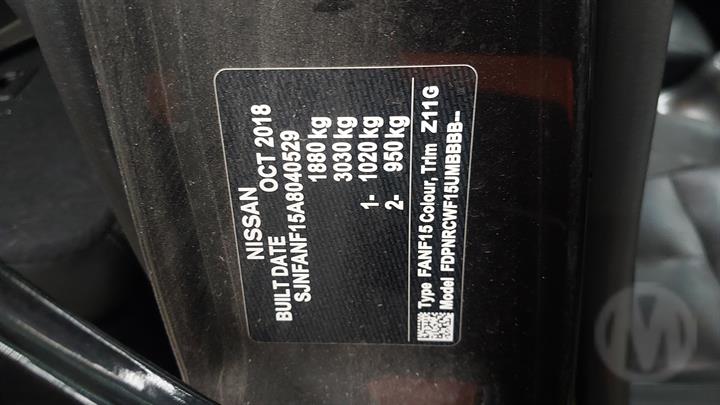 NISSAN
BUILT DATE OCT 2018
SJNFANF15A8040529
1880 kg
3030 kg
1- 1020 kg
2- 950 kg
Type FANF15 Colour, Trim Z11G
Model FDPNRCWF15UMBBBB--
M